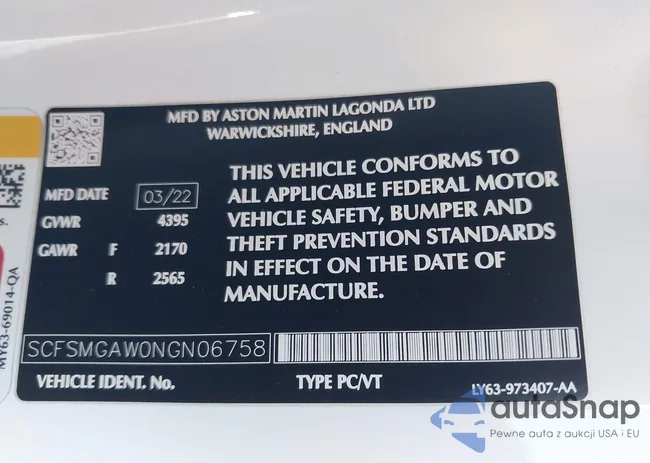 MFD BY ASTON MARTIN LAGONDA LTD
WARWICKSHIRE, ENGLAND
MFD DATE 03/22
GVWR 4395
GAWR F 2170
R 2565
THIS VEHICLE CONFORMS TO
ALL APPLICABLE FEDERAL MOTOR
VEHICLE SAFETY, BUMPER AND
THEFT PREVENTION STANDARDS
IN EFFECT ON THE DATE OF
MANUFACTURE.
SCFSMGAW0NGN06758
VEHICLE IDENT. No.
TYPE PC/VT
LY63-973407-AA
s.
MY63-69014-QA
autoSnap
Pewne auta z aukcji USA i EU